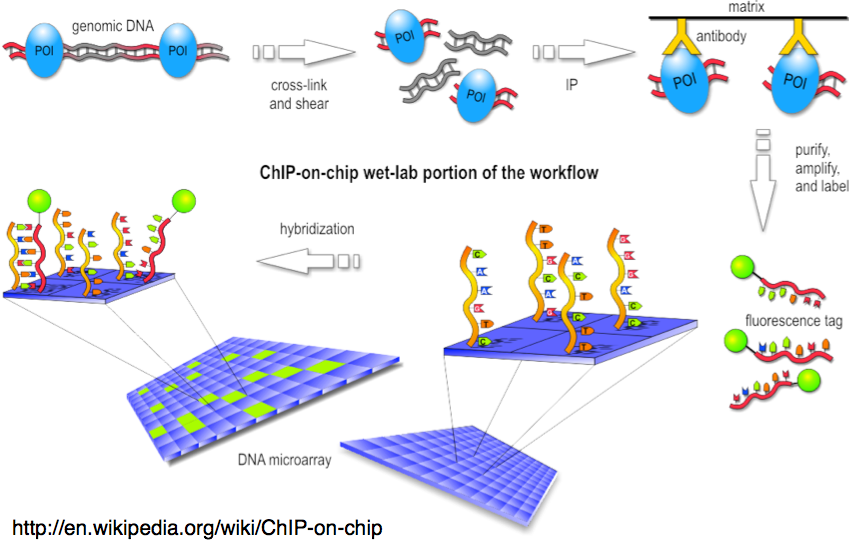 genomic DNA
POI
POI
cross-link
and shear
POI
POI
IP
matrix
antibody
POI
POI
purify,
amplify,
and label
ChIP-on-chip wet-lab portion of the workflow
hybridization
fluorescence tag
C
A
A
G
T
C
T
T
G
A
G
A
C
T
T
G
G
A
C
C
DNA microarray
http://en.wikipedia.org/wiki/ChIP-on-chip